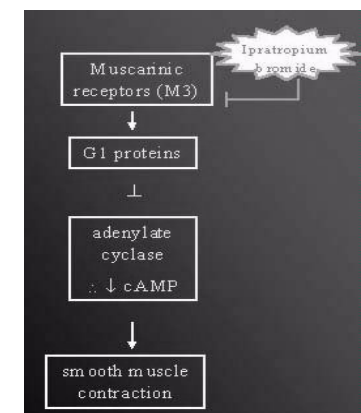 Ipratropium
bromide
Muscarinic
receptors (M3)
G1 proteins
⊥
adenylate
cyclase
∴ ↓ cAMP
smooth muscle
contraction